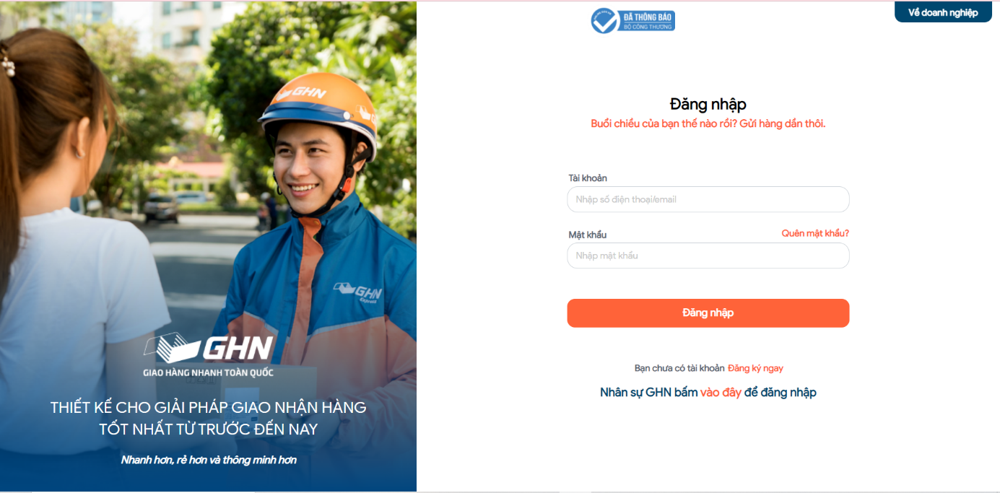 GHN
GHN
Express
GHN
GIAO HÀNG NHANH TOÀN QUỐC
THIẾT KẾ CHO GIẢI PHÁP GIAO NHẬN HÀNG
TỐT NHẤT TỪ TRƯỚC ĐẾN NAY
Nhanh hơn, rẻ hơn và thông minh hơn
ĐÃ THÔNG BÁO
BỘ CÔNG THƯƠNG
Về doanh nghiệp
Đăng nhập
Buổi chiều của bạn thế nào rồi? Gửi hàng dần thôi.
Tài khoản
Nhập số điện thoại/email
Mật khẩu
Quên mật khẩu?
Nhập mật khẩu
Đăng nhập
Bạn chưa có tài khoản Đăng ký ngay
Nhân sự GHN bấm vào đây để đăng nhập